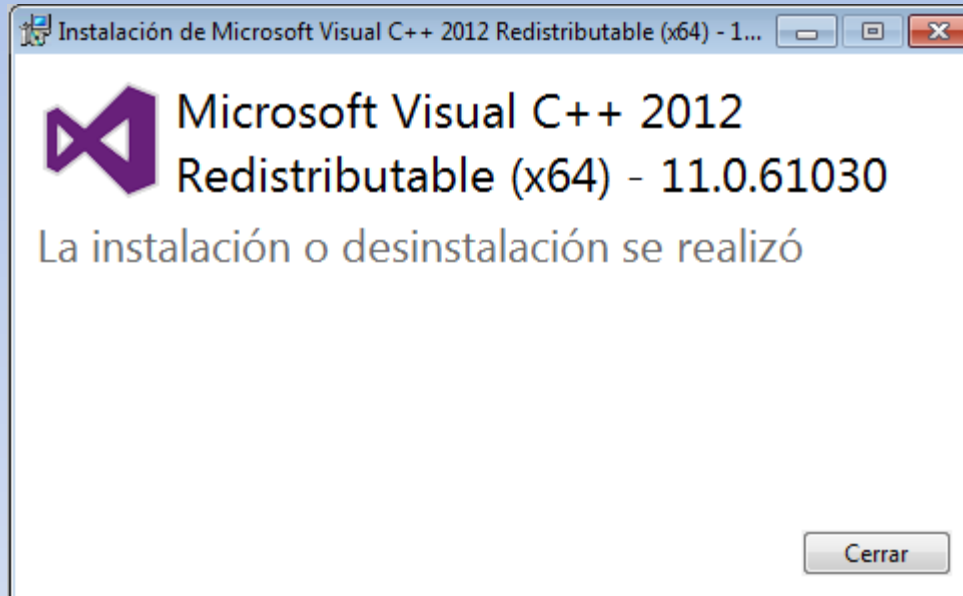 Instalación de Microsoft Visual C++ 2012 Redistributable (x64) - 1...
Microsoft Visual C++ 2012
Redistributable (x64) - 11.0.61030
La instalación o desinstalación se realizó
Cerrar